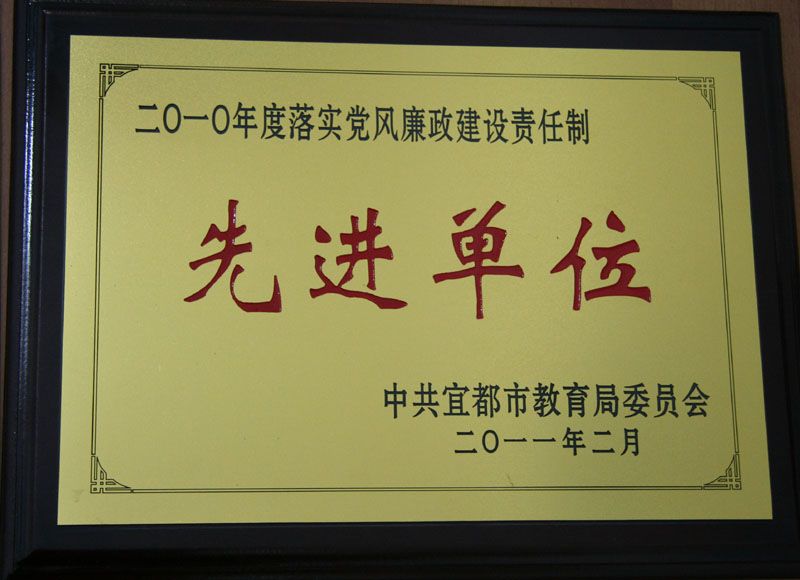 二〇一〇年度落实党风廉政建设责任制
先进单位
中共宜都市教育局委员会
二〇一一年二月